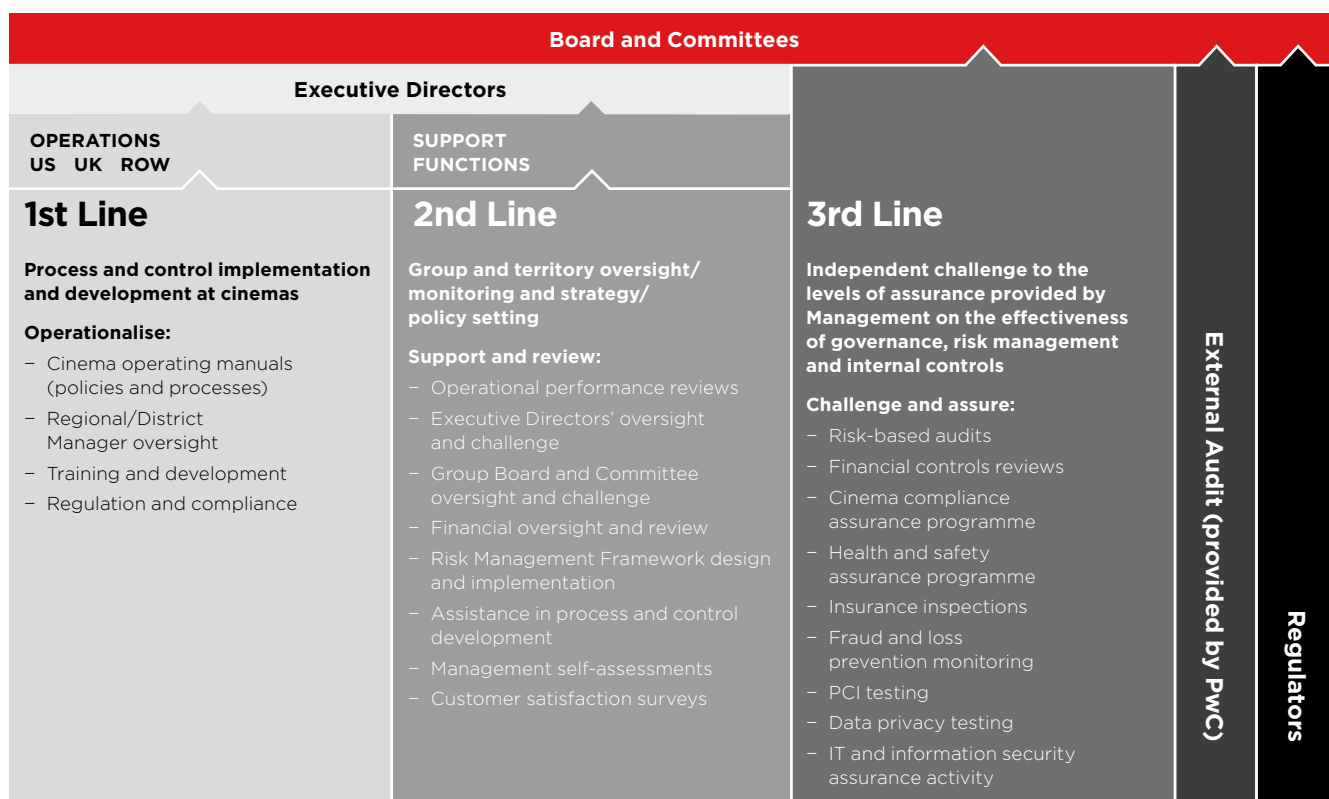 Board and Committees
Executive Directors
OPERATIONS
US UK ROW
SUPPORT
FUNCTIONS
1st Line
Process and control implementation
and development at cinemas
Operationalise:
– Cinema operating manuals
(policies and processes)
– Regional/District
Manager oversight
– Training and development
– Regulation and compliance
2nd Line
Group and territory oversight/
monitoring and strategy/
policy setting
Support and review:
– Operational performance reviews
– Executive Directors’ oversight
and challenge
– Group Board and Committee
oversight and challenge
– Financial oversight and review
– Risk Management Framework design
and implementation
– Assistance in process and control
development
– Management self-assessments
– Customer satisfaction surveys
3rd Line
Independent challenge to the
levels of assurance provided by
Management on the effectiveness
of governance, risk management
and internal controls
Challenge and assure:
– Risk-based audits
– Financial controls reviews
– Cinema compliance
assurance programme
– Health and safety
assurance programme
– Insurance inspections
– Fraud and loss
prevention monitoring
– PCI testing
– Data privacy testing
– IT and information security
assurance activity
External Audit (provided by PwC)
Regulators